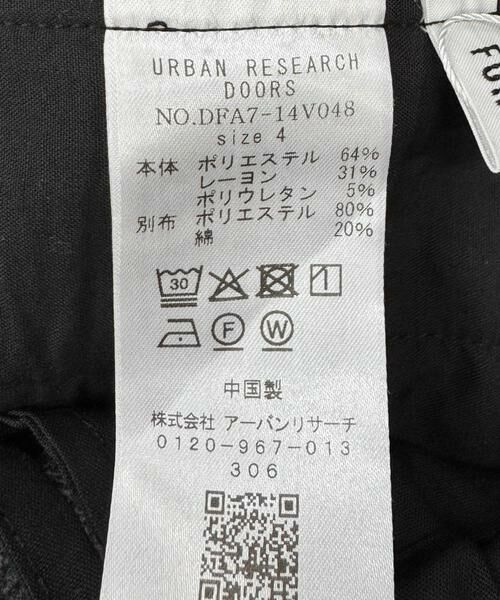 URBAN RESEARCH
DOORS
NO.DFA7-14V048
size 4
本体 ポリエステル 64%
レーヨン 31%
ポリウレタン 5%
別布 ポリエステル 80%
綿 20%
30
F W
中国製
株式会社 アーバンリサーチ
0120-967-013
306
FOR